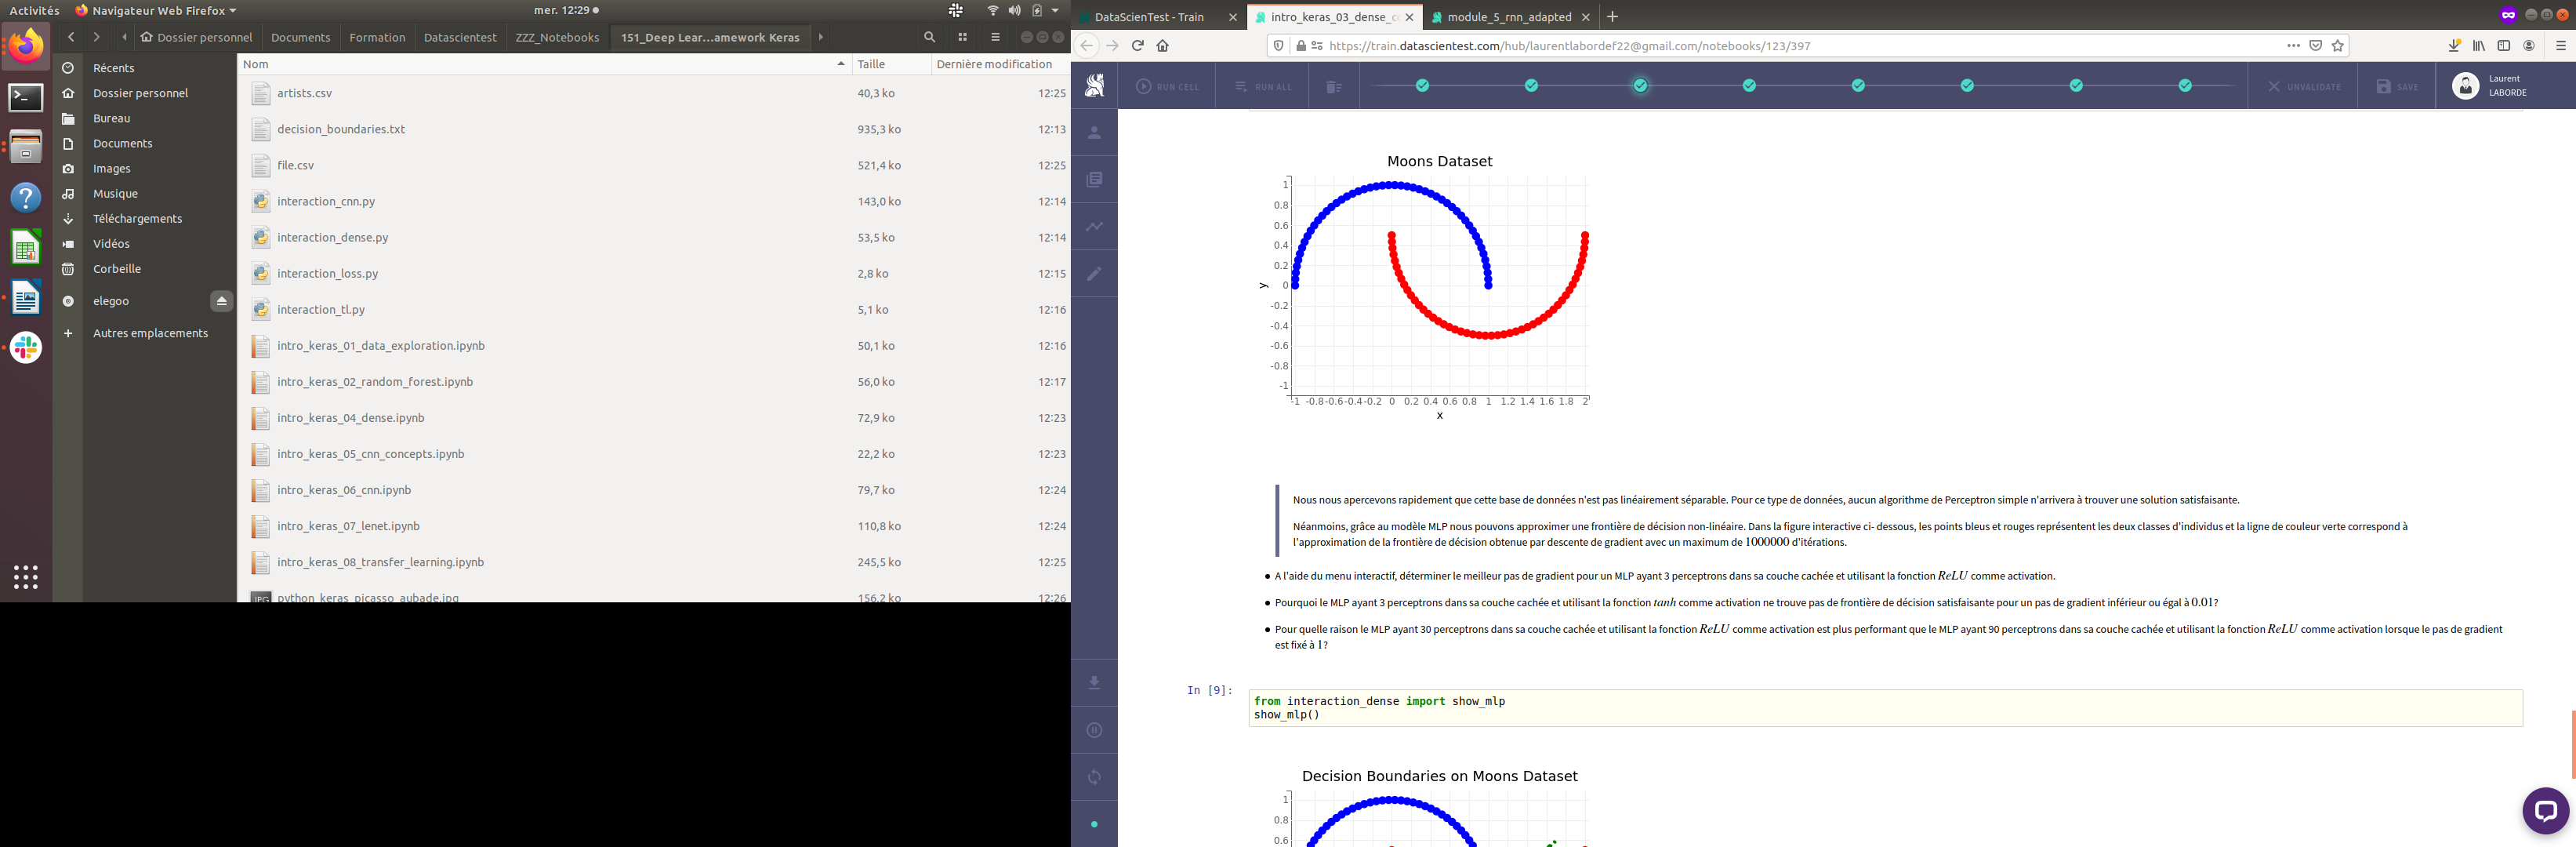 Activités
Navigateur Web Firefox
mer. 12:29
Dossier personnel
Documents
Formation
Datascientest
ZZZ_Notebooks
151_Deep Lear...amework Keras
Récents
Dossier personnel
Bureau
Documents
Images
Musique
Téléchargements
Vidéos
Corbeille
elegoo
Autres emplacements
Nom Taille Dernière modification
artists.csv 40,3 ko 12:25
decision_boundaries.txt 935,3 ko 12:13
file.csv 521,4 ko 12:25
interaction_cnn.py 143,0 ko 12:14
interaction_dense.py 53,5 ko 12:14
interaction_loss.py 2,8 ko 12:15
interaction_tl.py 5,1 ko 12:16
intro_keras_01_data_exploration.ipynb 50,1 ko 12:16
intro_keras_02_random_forest.ipynb 56,0 ko 12:17
intro_keras_04_dense.ipynb 72,9 ko 12:23
intro_keras_05_cnn_concepts.ipynb 22,2 ko 12:23
intro_keras_06_cnn.ipynb 79,7 ko 12:24
intro_keras_07_lenet.ipynb 110,8 ko 12:24
intro_keras_08_transfer_learning.ipynb 245,5 ko 12:25
python_keras_picasso_aubade.jpg 156,2 ko 12:26
DataScienTest - Train
intro_keras_03_dense_c
module_5_rnn_adapted
https://train.datascientest.com/hub/laurentlabordef22@gmail.com/notebooks/123/397
RUN CELL
RUN ALL
UNVALIDATE
SAVE
Laurent
LABORDE
Moons Dataset
1
0.8
0.6
0.4
0.2
0
-0.2
-0.4
-0.6
-0.8
-1
y
-1 -0.8 -0.6 -0.4 -0.2 0 0.2 0.4 0.6 0.8 1 1.2 1.4 1.6 1.8 2
x
Nous nous apercevons rapidement que cette base de données n'est pas linéairement séparable. Pour ce type de données, aucun algorithme de Perceptron simple n'arrivera à trouver une solution satisfaisante.
Néanmoins, grâce au modèle MLP nous pouvons approximer une frontière de décision non-linéaire. Dans la figure interactive ci- dessous, les points bleus et rouges représentent les deux classes d'individus et la ligne de couleur verte correspond à
l'approximation de la frontière de décision obtenue par descente de gradient avec un maximum de 1000000 d'itérations.
● A l'aide du menu interactif, déterminer le meilleur pas de gradient pour un MLP ayant 3 perceptrons dans sa couche cachée et utilisant la fonction ReLU comme activation.
● Pourquoi le MLP ayant 3 perceptrons dans sa couche cachée et utilisant la fonction tanh comme activation ne trouve pas de frontière de décision satisfaisante pour un pas de gradient inférieur ou égal à 0.01?
● Pour quelle raison le MLP ayant 30 perceptrons dans sa couche cachée et utilisant la fonction ReLU comme activation est plus performant que le MLP ayant 90 perceptrons dans sa couche cachée et utilisant la fonction ReLU comme activation lorsque le pas de gradient
est fixé à 1?
In [9]:
from interaction_dense import show_mlp
show_mlp()
Decision Boundaries on Moons Dataset
1
0.8
0.6